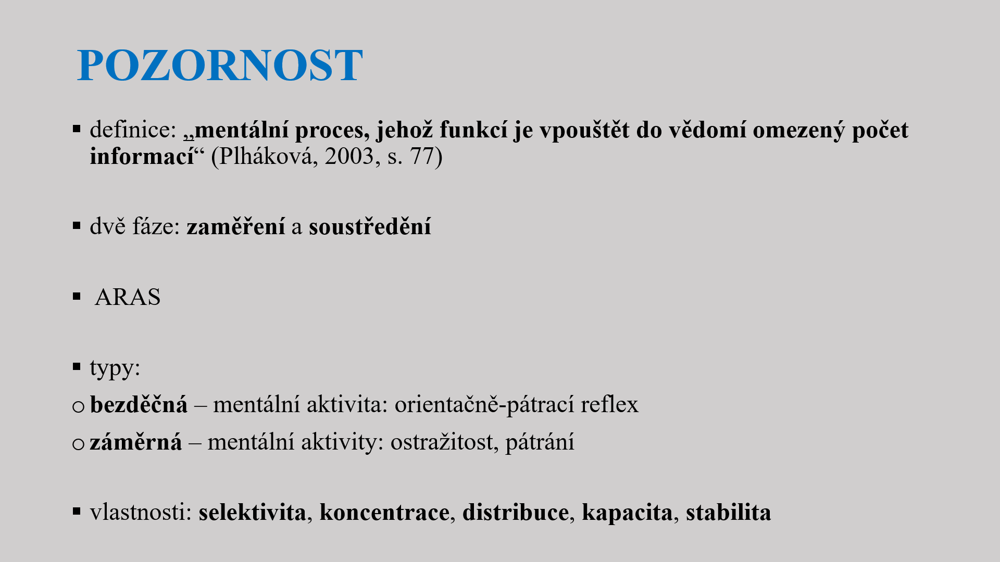 POZORNOST
▪ definice: „mentální proces, jehož funkcí je vpouštět do vědomí omezený počet
informací“ (Plháková, 2003, s. 77)
▪ dvě fáze: zaměření a soustředění
▪ ARAS
▪ typy:
o bezděčná – mentální aktivita: orientačně-pátrací reflex
o záměrná – mentální aktivity: ostražitost, pátrání
▪ vlastnosti: selektivita, koncentrace, distribuce, kapacita, stabilita